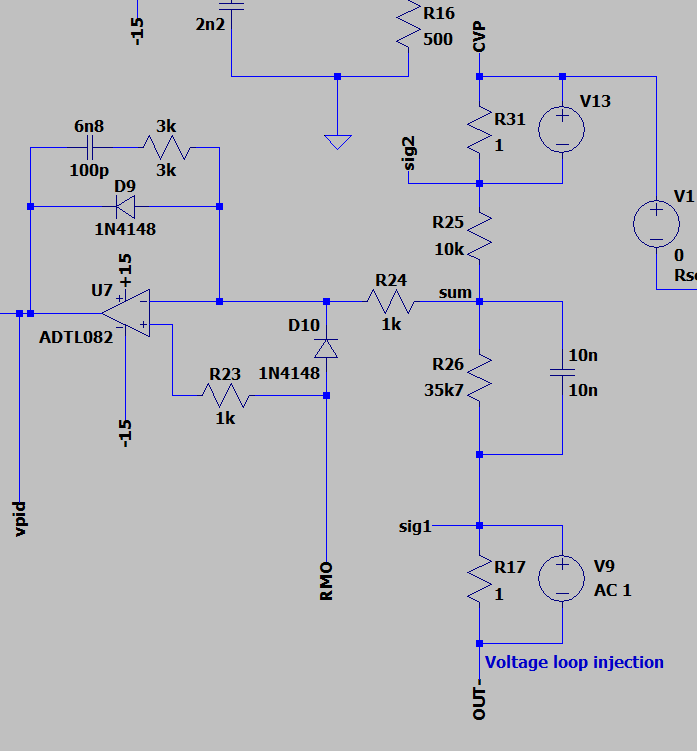 -15
2n2
R16
500
CVP
6n8
3k
100p
3k
R31
1
V13
sig2
D9
1N4148
R25
10k
V1
0
+15
U7
R24
sum
1k
ADTL082
D10
1N4148
R26
35k7
10n
10n
R23
1k
-15
vpid
sig1
RMO
R17
1
V9
AC 1
Voltage loop injection
OUT-